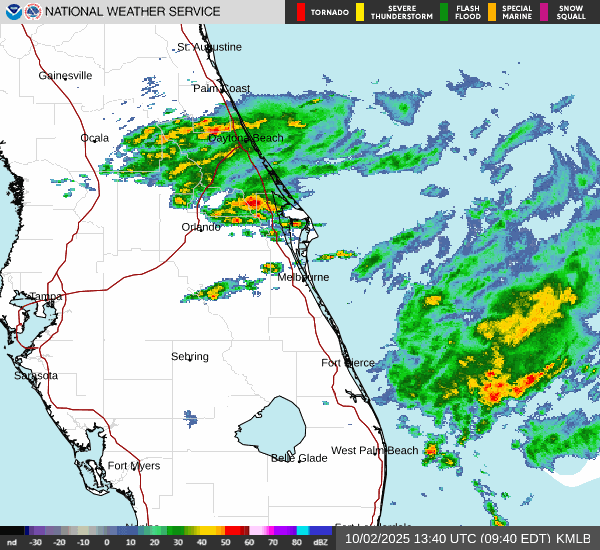 NATIONAL WEATHER SERVICE
TORNADO
SEVERE THUNDERSTORM
FLASH FLOOD
SPECIAL MARINE
SNOW SQUALL
St. Augustine
Gainesville
Palm Coast
Ocala
Daytona Beach
Orlando
Melbourne
Tampa
Sebring
Fort Pierce
Sarasota
West Palm Beach
Belle Glade
Fort Myers
nd -30 -20 -10 0 10 20 30 40 50 60 70 80 dBZ
10/02/2025 13:40 UTC (09:40 EDT) KMLB